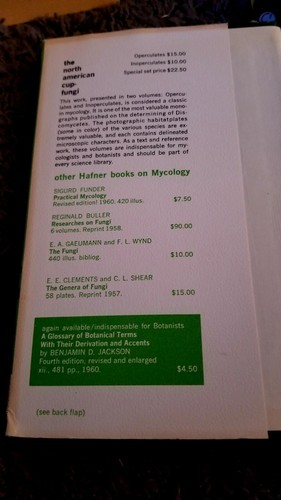 Operculates $15.00
Inoperculates $10.00
Special set price $22.50
the
north
american
cup-
fungi
This work, presented in two volumes: Opercu-
lates and Inoperculates, is considered a classic
in mycology. It is one of the most valuable mono-
graphs published on the determining of Dis-
comycetes. The photographic habitatplates
(some in color) of the various species are ex-
tremely valuable, and each contains delineated
microscopic characters. As a text and reference
work, these volumes are indispensable for my-
cologists and Botanists and should be part of
every science library.
other Hafner books on Mycology
SIGURD FUNDER
Practical Mycology
Revised edition! 1960. 420 illus. $7.50
REGINALD BULLER
Researches on Fungi
6 volumes. Reprint 1958. $90.00
E. A. GAEUMANN and F. L. WYND
The Fungi
440 illus. bibliog. $10.00
E. E. CLEMENTS and C. L. SHEAR
The Genera of Fungi
58 plates. Reprint 1957. $15.00
again available/indispensable for Botanists
A Glossary of Botanical Terms
With Their Derivation and Accents
by BENJAMIN D. JACKSON
Fourth edition, revised and enlarged
xii., 481 pp., 1960. $4.50
(see back flap)